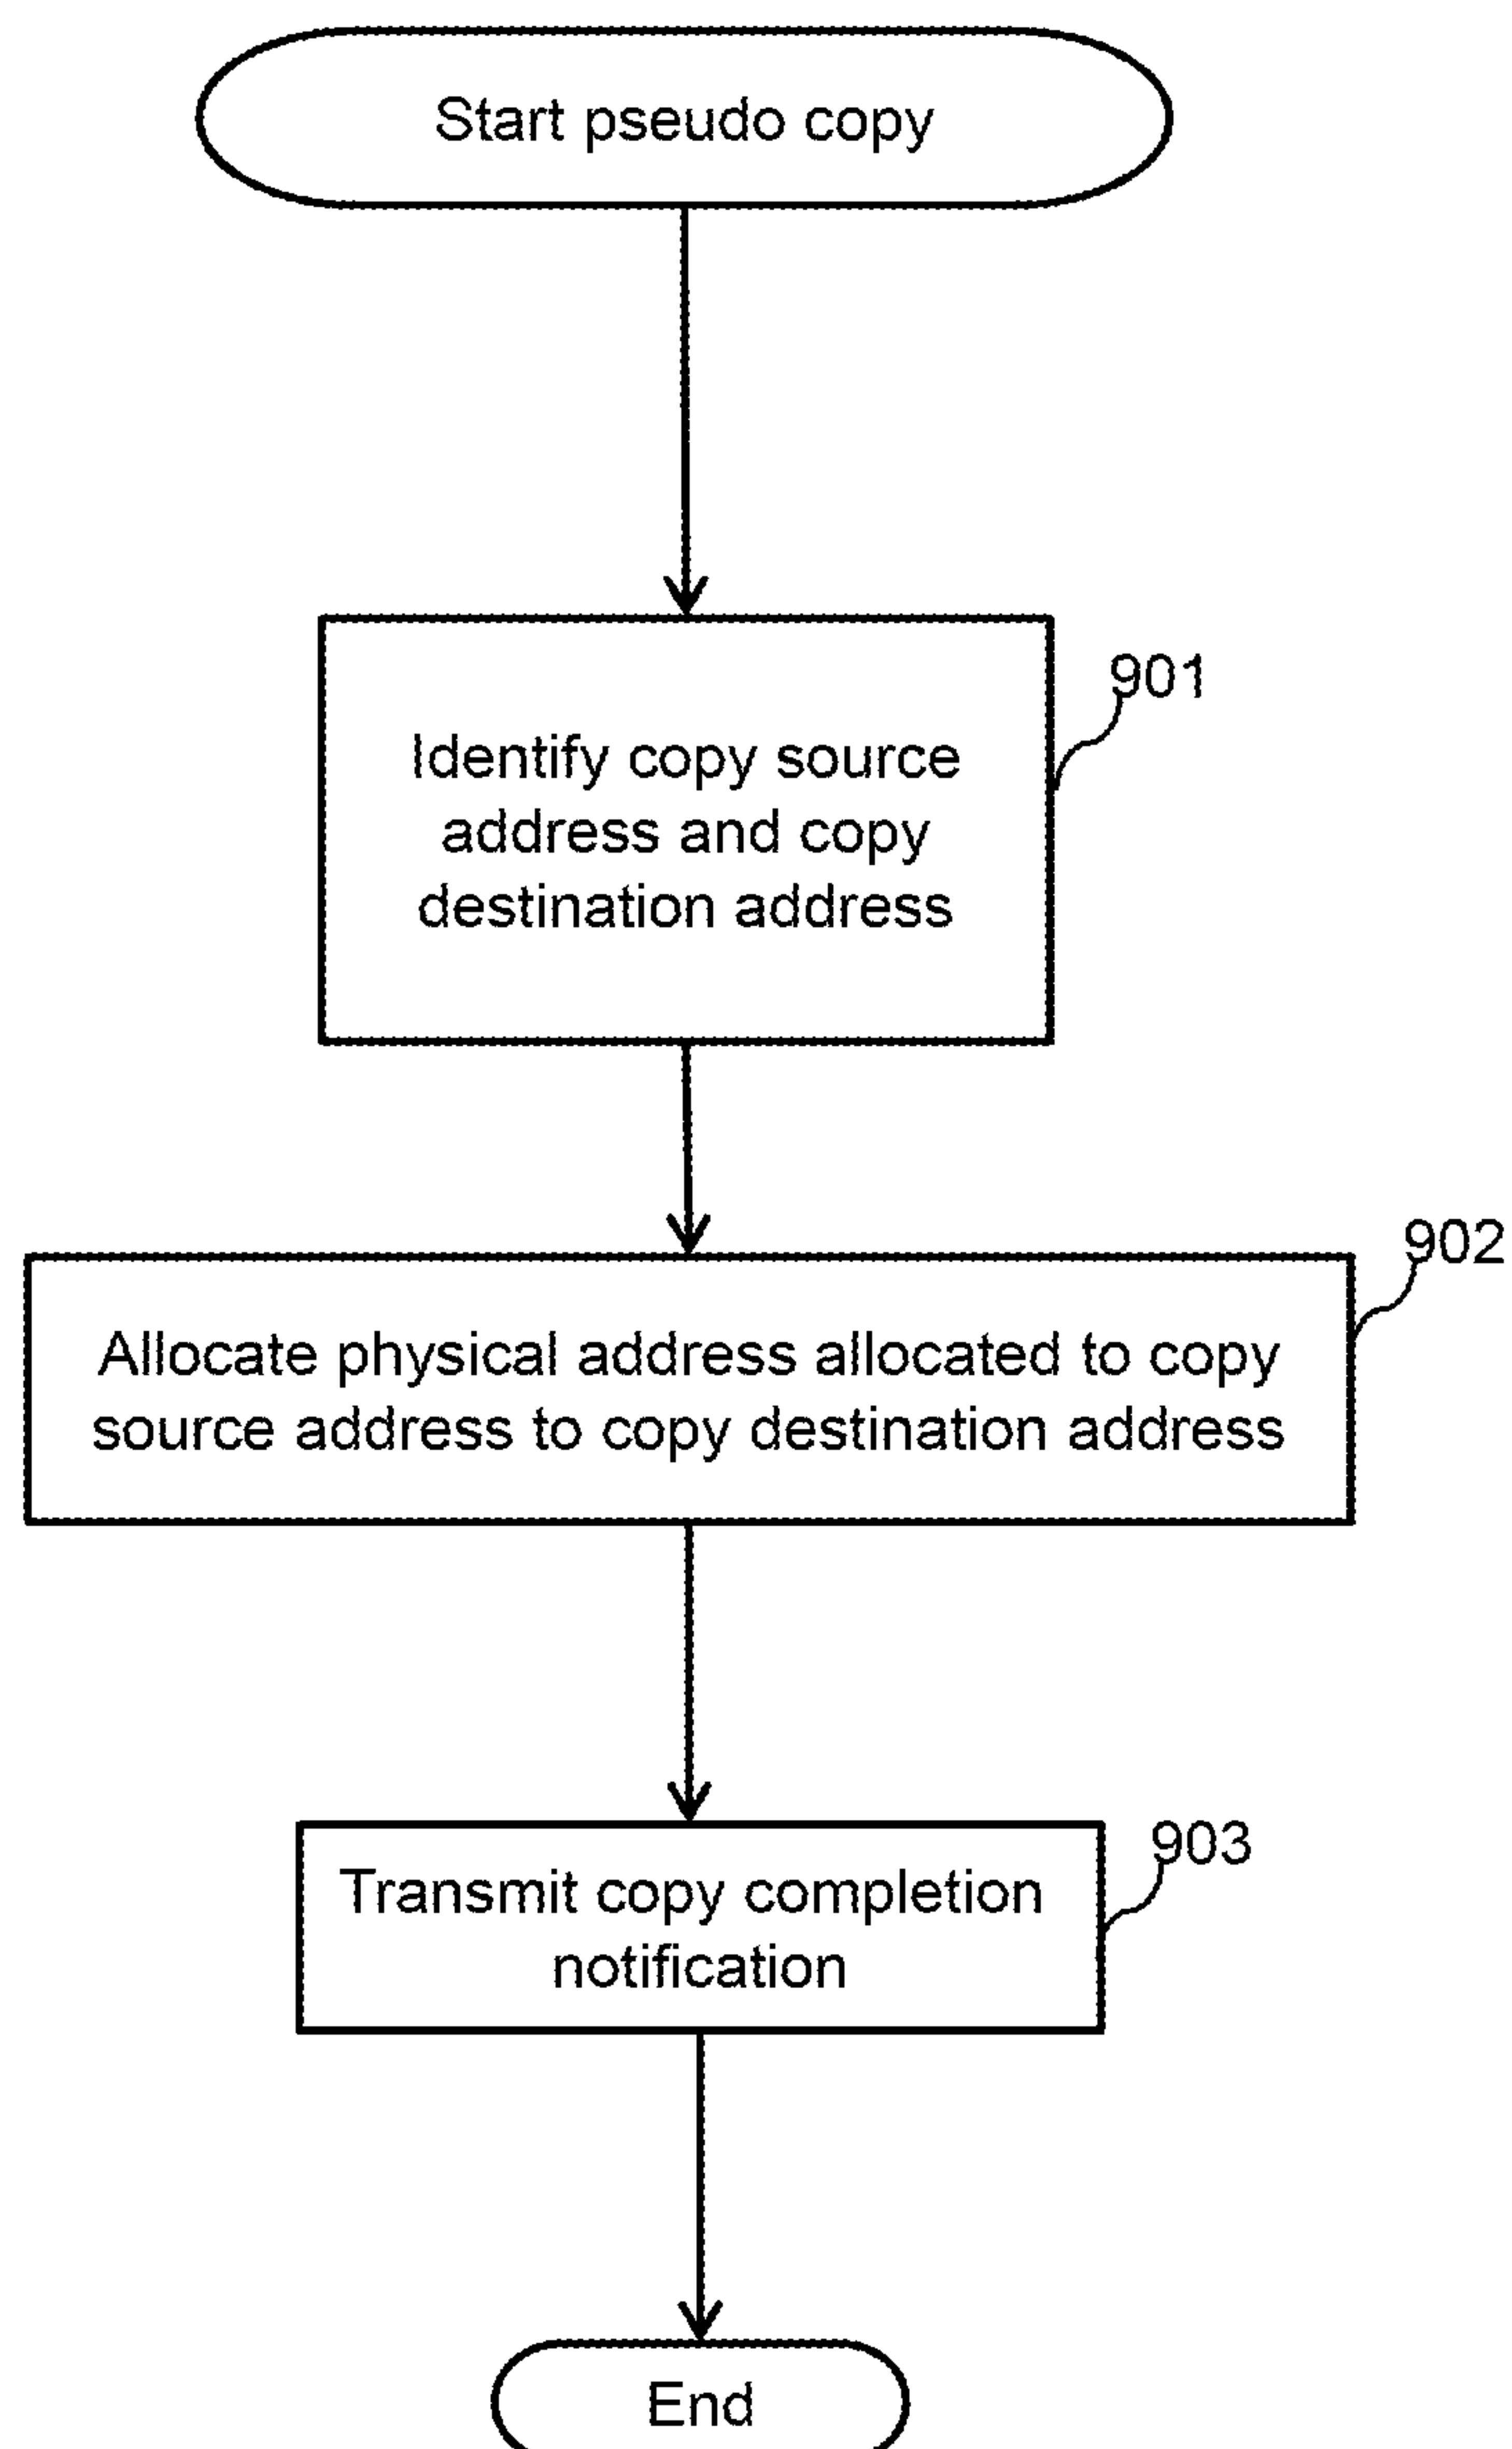 Start pseudo copy
901
Identify copy source
address and copy
destination address
902
Allocate physical address allocated to copy
source address to copy destination address
903
Transmit copy completion
notification
End